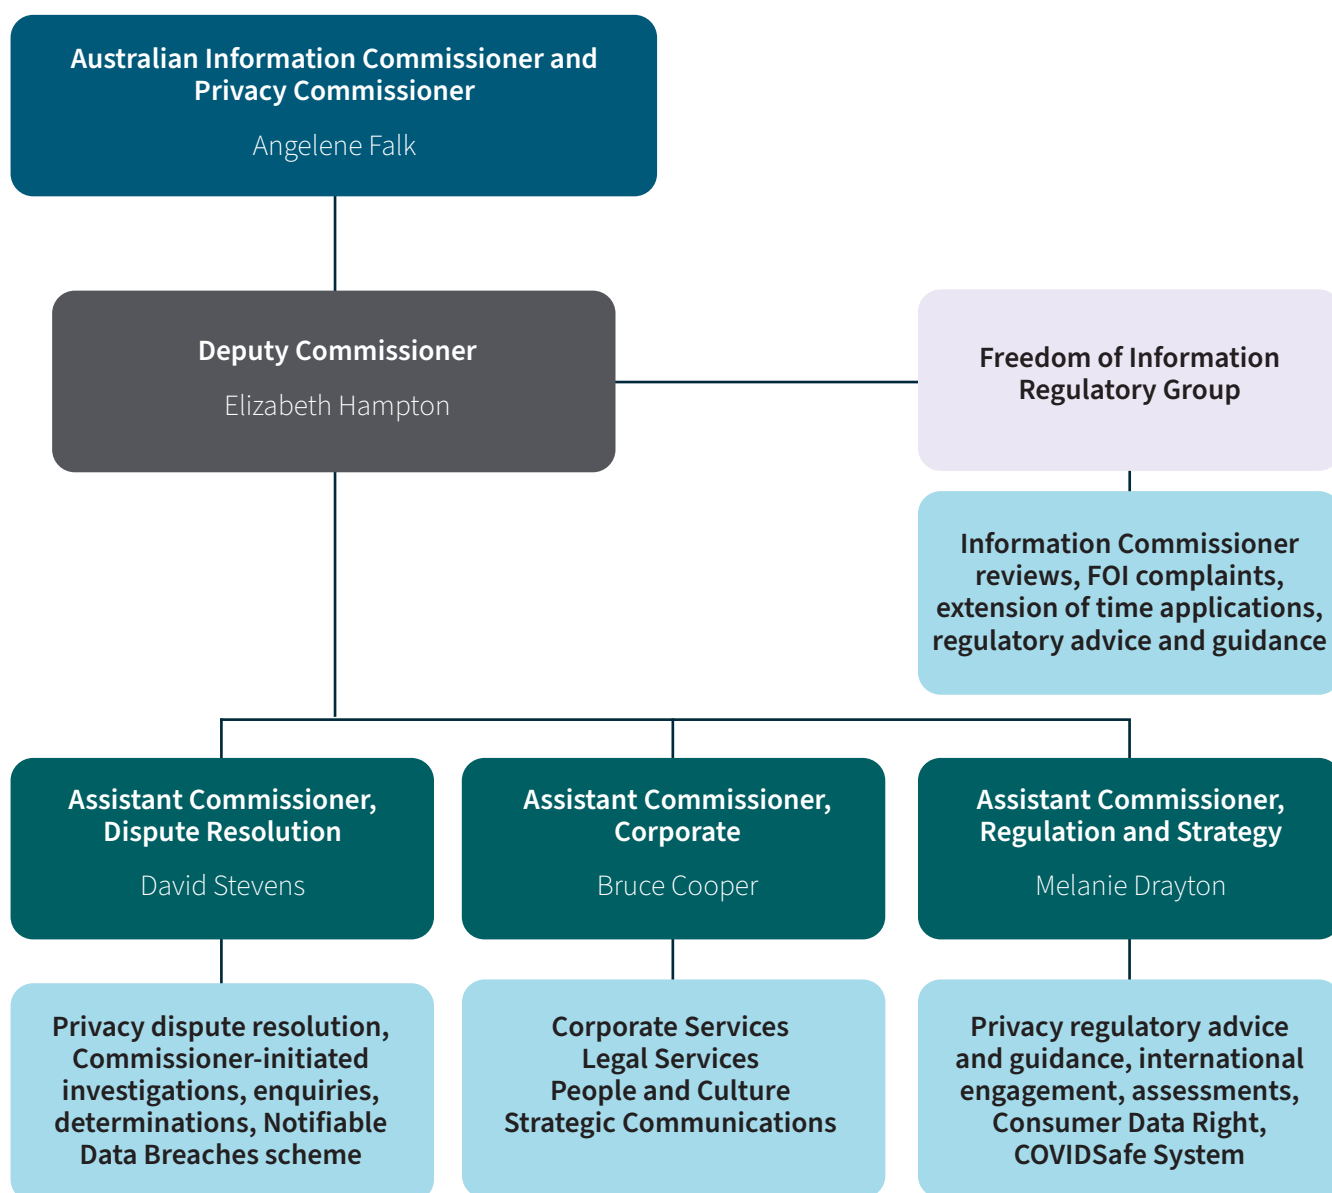 Australian Information Commissioner and
Privacy Commissioner
Angelene Falk
Deputy Commissioner
Elizabeth Hampton
Freedom of Information
Regulatory Group
Information Commissioner
reviews, FOI complaints,
extension of time applications,
regulatory advice and guidance
Assistant Commissioner,
Dispute Resolution
David Stevens
Assistant Commissioner,
Corporate
Bruce Cooper
Assistant Commissioner,
Regulation and Strategy
Melanie Drayton
Privacy dispute resolution,
Commissioner-initiated
investigations, enquiries,
determinations, Notifiable
Data Breaches scheme
Corporate Services
Legal Services
People and Culture
Strategic Communications
Privacy regulatory advice
and guidance, international
engagement, assessments,
Consumer Data Right,
COVIDSafe System